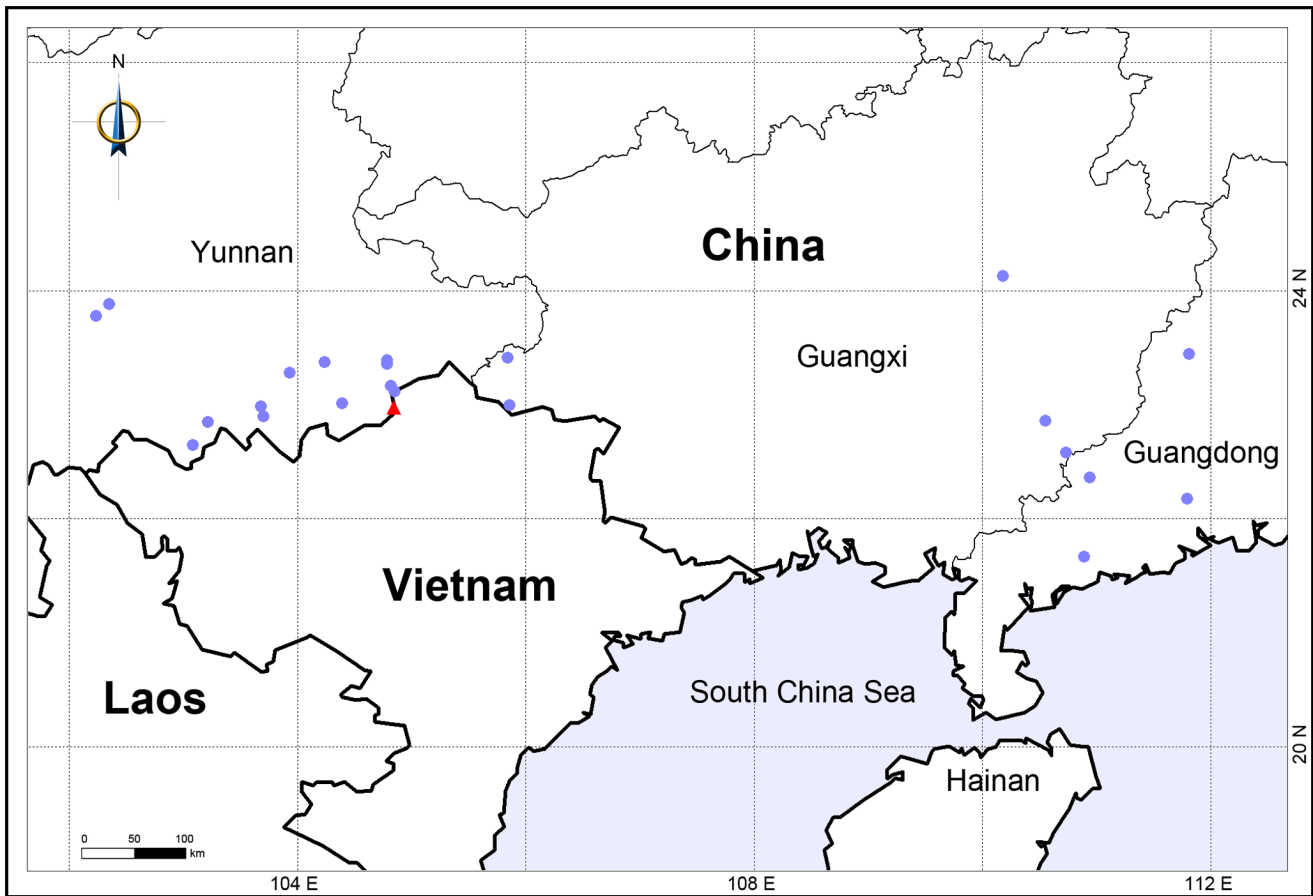 N
China
Yunnan
24 N
Guangxi
Guangdong
Vietnam
Laos
South China Sea
20 N
Hainan
0 50 100
km
104 E 108 E 112 E